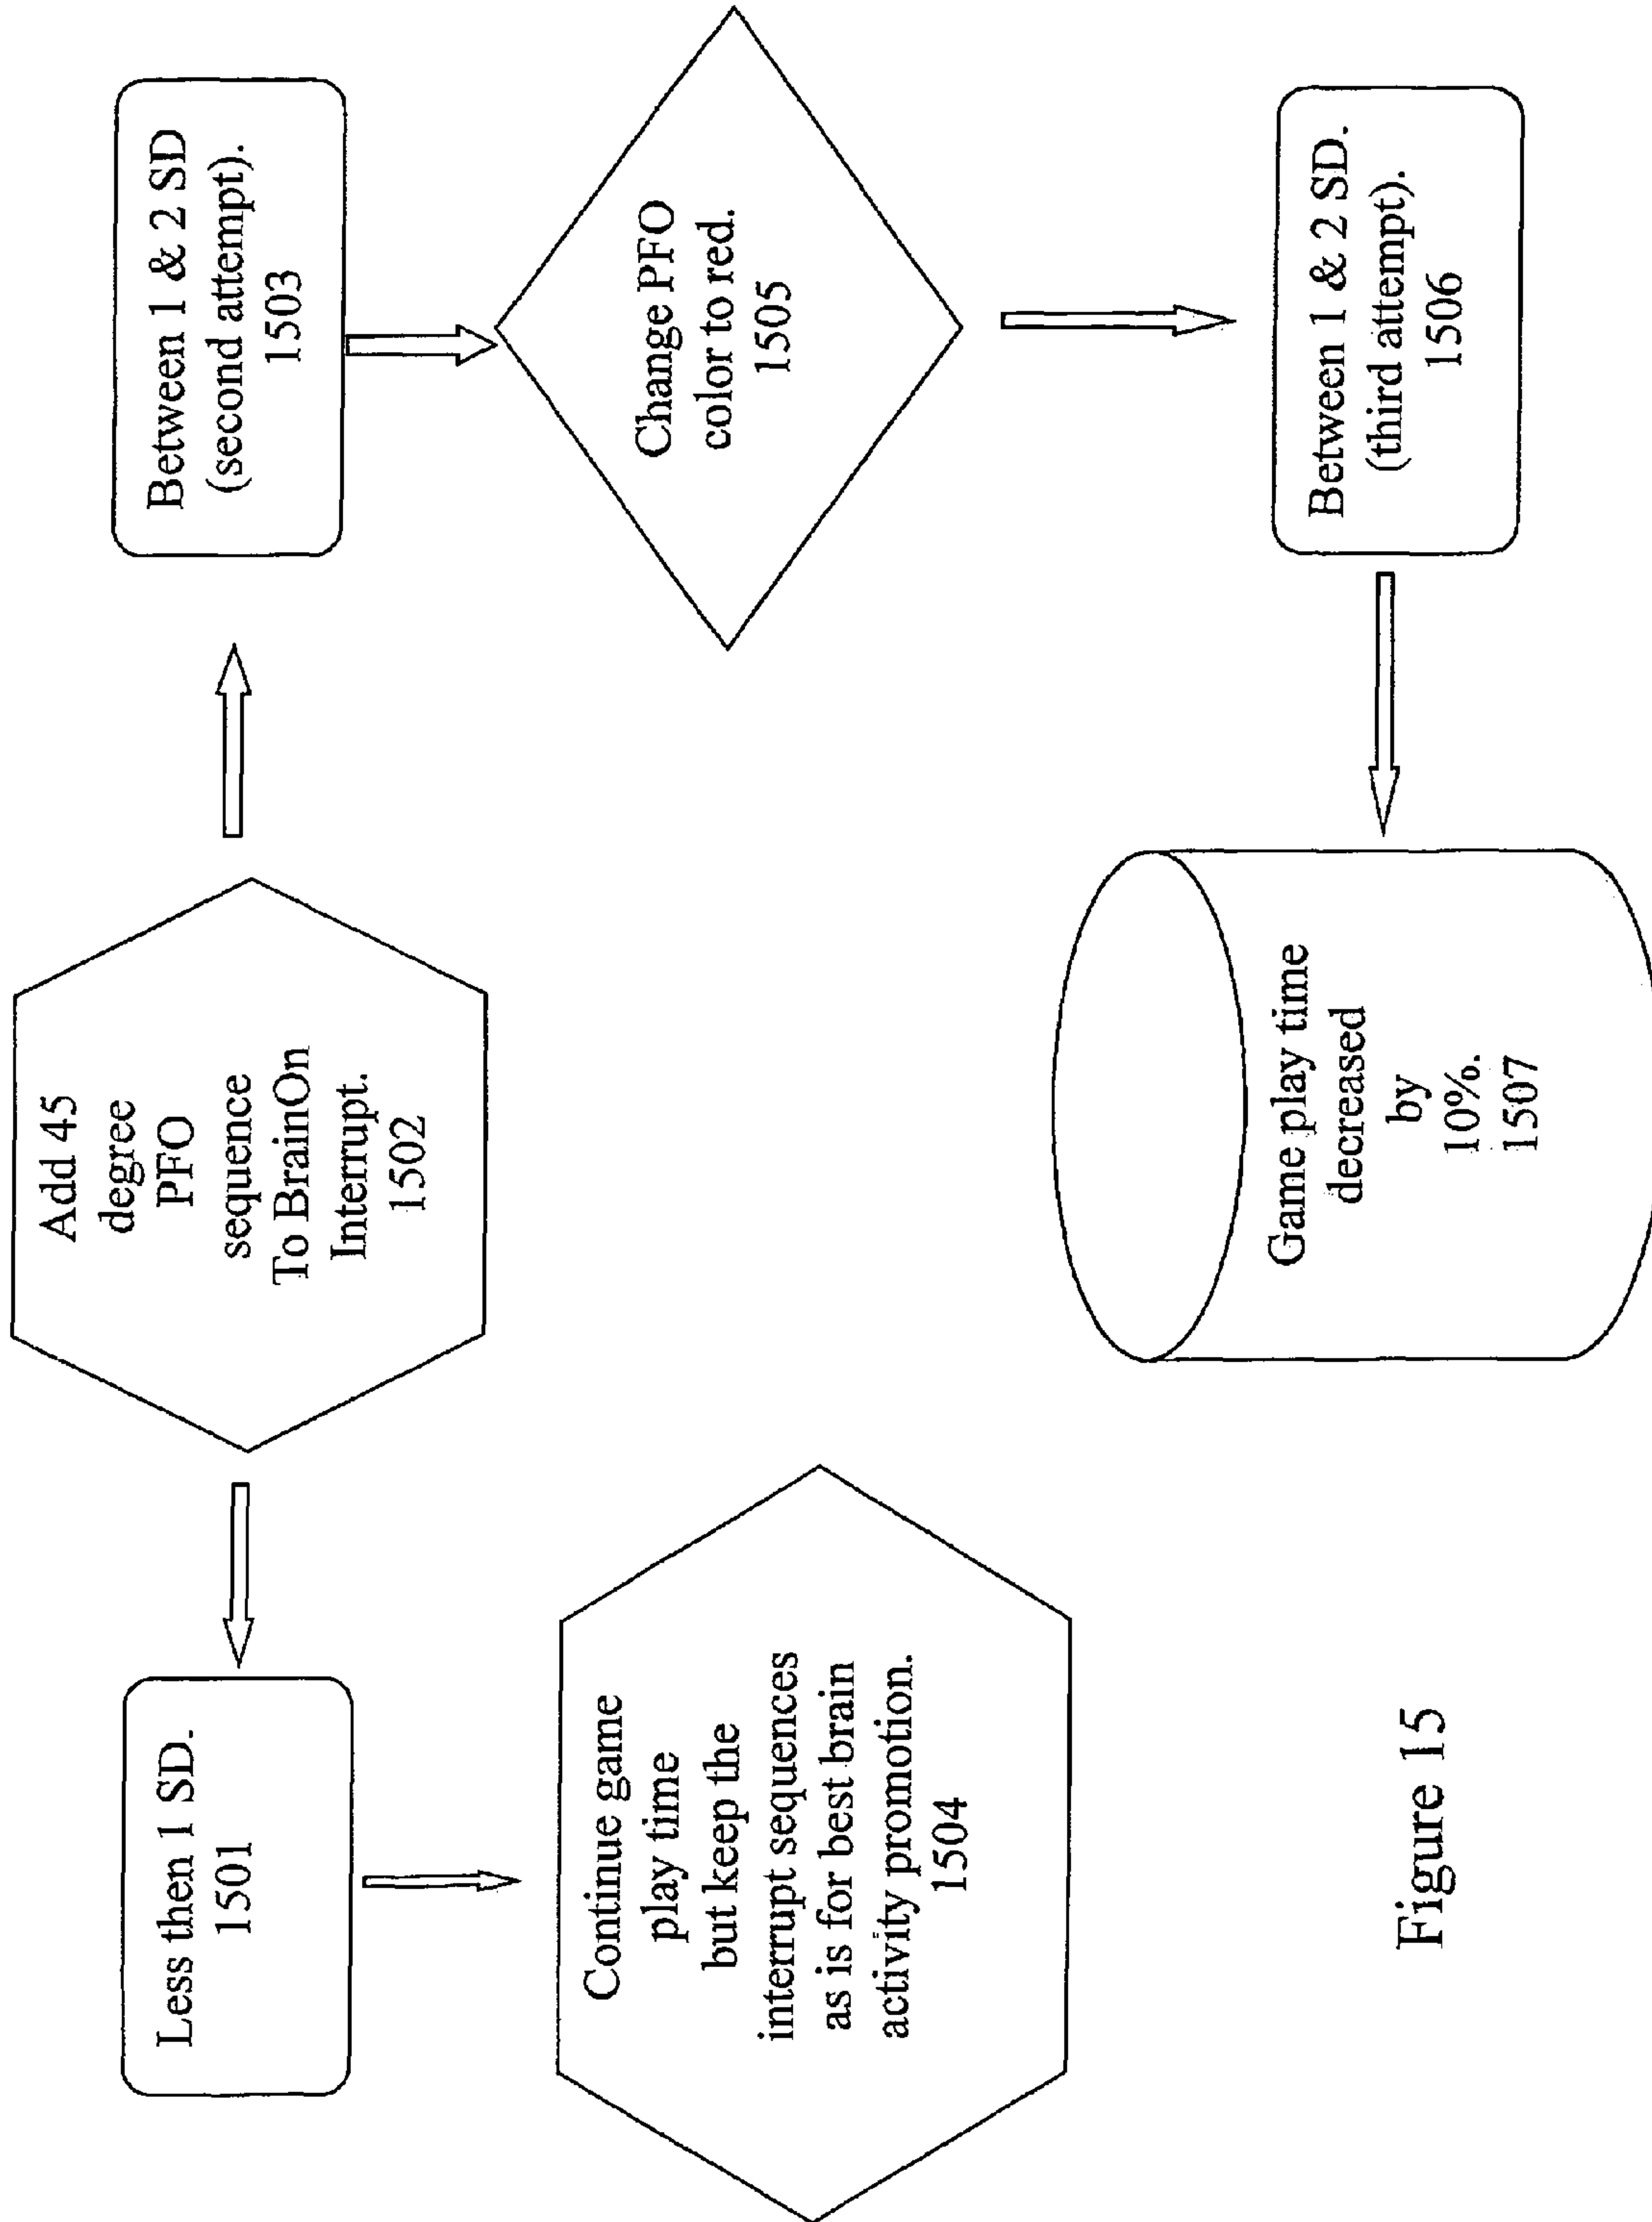 Less then 1 SD.
1501
Add 45
degree
PFO
sequence
To BrainOn
Interrupt.
1502
Between 1 & 2 SD
(second attempt).
1503
Continue game
play time
but keep the
interrupt sequences
as is for best brain
activity promotion.
1504
Change PFO
color to red.
1505
Between 1 & 2 SD.
(third attempt).
1506
Game play time
decreased
by
10%.
1507
Figure 15